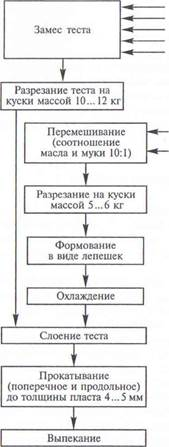 Замес теста
Разрезание теста на
куски массой 10...12 кг
Перемешивание
(соотношение
масла и муки 10:1)
Разрезание на куски
массой 5...6 кг
Формование
в виде лепешек
Охлаждение
Слоение теста
Прокатывание
(поперечное и продольное)
до толщины пласта 4...5 мм
Выпекание